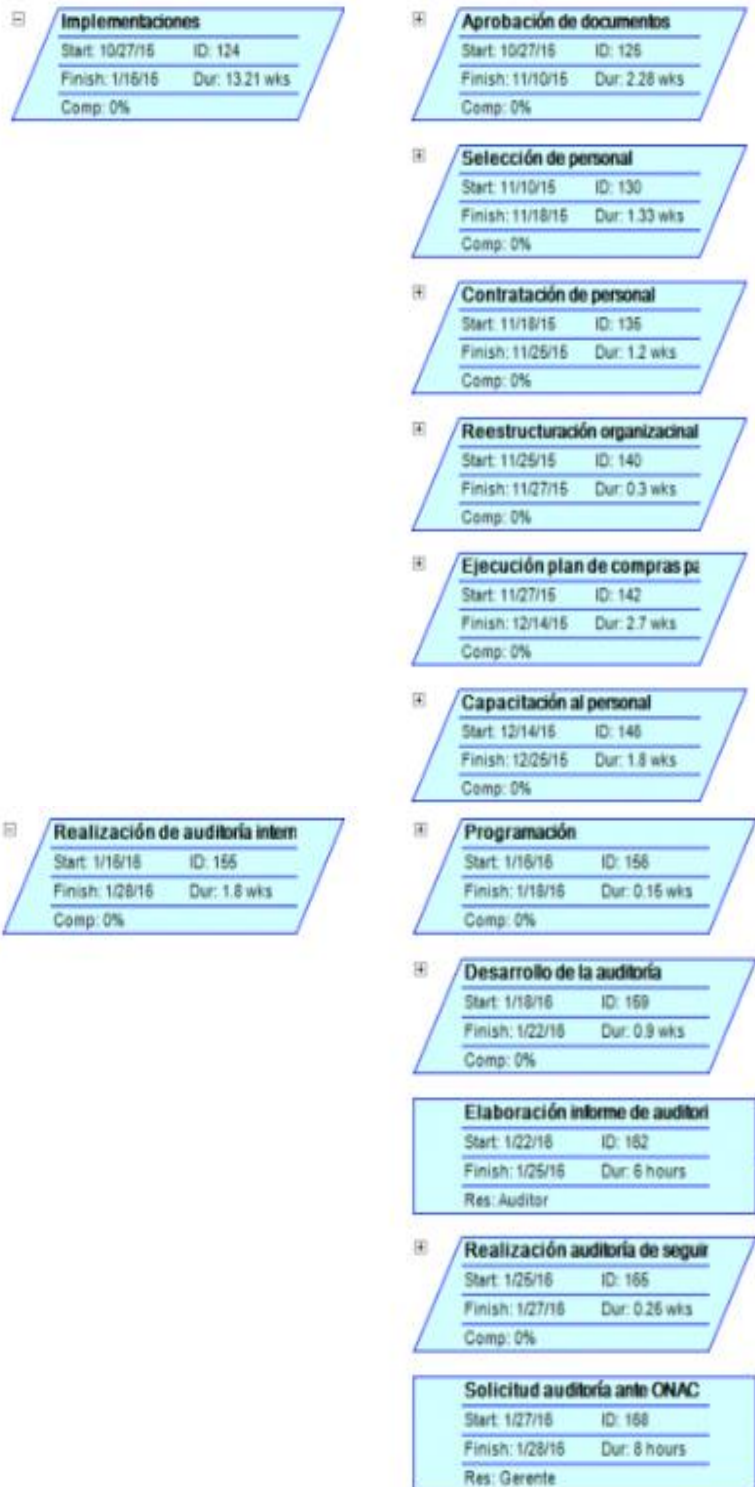 Implementaciones
Start: 10/27/15 ID: 124
Finish: 1/15/16 Dur: 13.21 wks
Comp: 0%
Aprobación de documentos
Start: 10/27/15 ID: 125
Finish: 11/10/15 Dur: 2.28 wks
Comp: 0%
Selección de personal
Start: 11/10/15 ID: 130
Finish: 11/18/15 Dur: 1.33 wks
Comp: 0%
Contratación de personal
Start: 11/18/15 ID: 135
Finish: 11/25/15 Dur: 1.2 wks
Comp: 0%
Reestructuración organizacinal
Start: 11/25/15 ID: 140
Finish: 11/27/15 Dur: 0.3 wks
Comp: 0%
Ejecución plan de compras pa
Start: 11/27/15 ID: 142
Finish: 12/14/15 Dur: 2.7 wks
Comp: 0%
Capacitación al personal
Start: 12/14/15 ID: 146
Finish: 12/25/15 Dur: 1.8 wks
Comp: 0%
Realización de auditoría intern
Start: 1/15/16 ID: 155
Finish: 1/28/16 Dur: 1.8 wks
Comp: 0%
Programación
Start: 1/15/16 ID: 156
Finish: 1/18/16 Dur: 0.15 wks
Comp: 0%
Desarrollo de la auditoría
Start: 1/18/16 ID: 159
Finish: 1/22/16 Dur: 0.9 wks
Comp: 0%
Elaboración informe de auditorí
Start: 1/22/16 ID: 162
Finish: 1/25/16 Dur: 6 hours
Res: Auditor
Realización auditoría de seguir
Start: 1/25/16 ID: 165
Finish: 1/27/16 Dur: 0.25 wks
Comp: 0%
Solicitud auditoría ante ONAC
Start: 1/27/16 ID: 168
Finish: 1/28/16 Dur: 8 hours
Res: Gerente